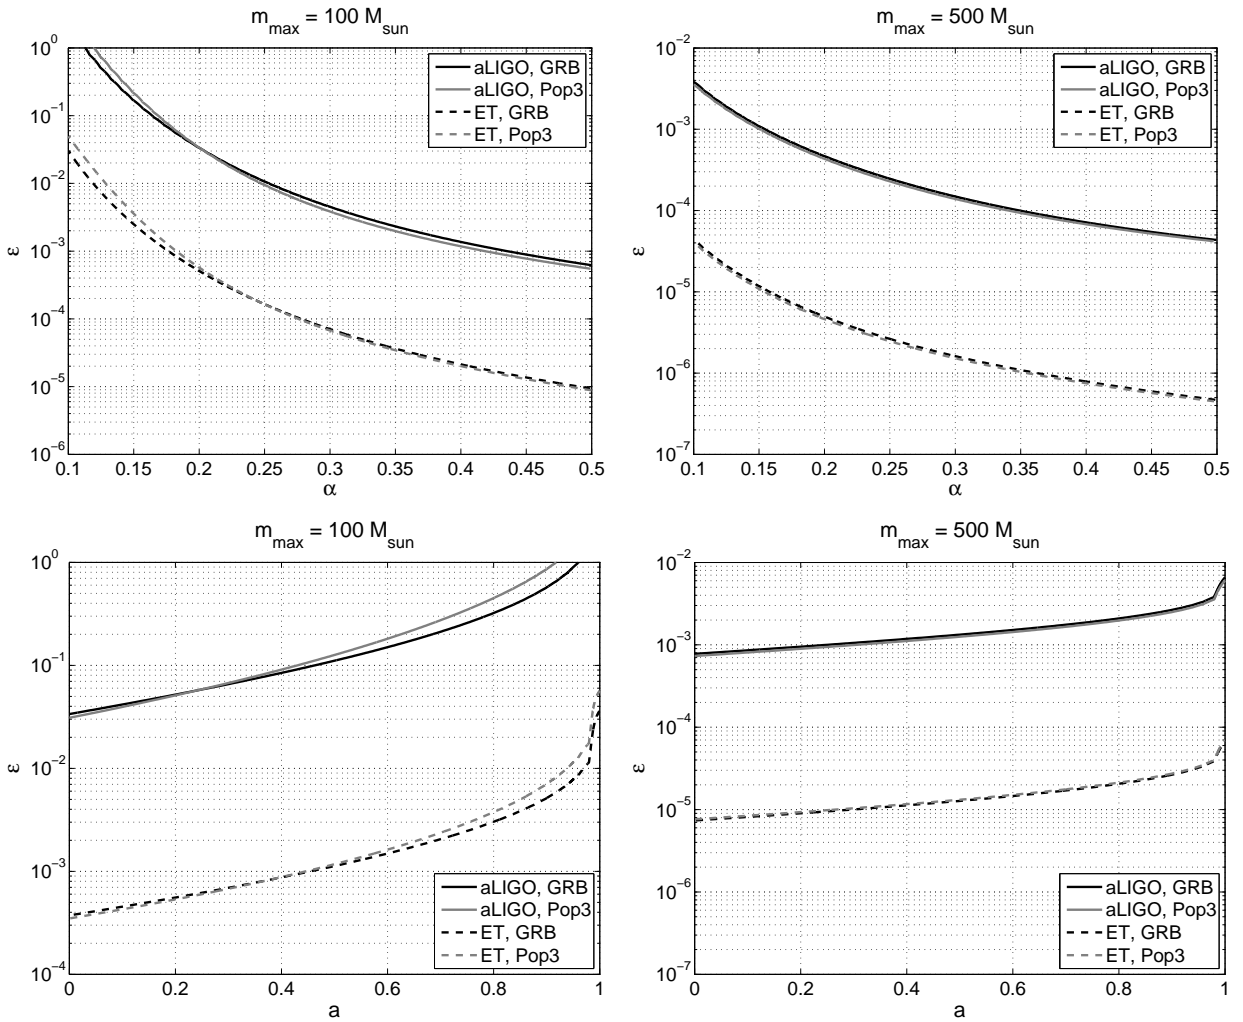 m_max = 100 M_sun
10^0
10^-1
10^-2
10^-3
10^-4
10^-5
10^-6
ε
aLIGO, GRB
aLIGO, Pop3
ET, GRB
ET, Pop3
0.1 0.15 0.2 0.25 0.3 0.35 0.4 0.45 0.5
α
m_max = 500 M_sun
10^-2
10^-3
10^-4
10^-5
10^-6
10^-7
ε
aLIGO, GRB
aLIGO, Pop3
ET, GRB
ET, Pop3
0.1 0.15 0.2 0.25 0.3 0.35 0.4 0.45 0.5
α
m_max = 100 M_sun
10^0
10^-1
10^-2
10^-3
10^-4
ε
aLIGO, GRB
aLIGO, Pop3
ET, GRB
ET, Pop3
0 0.2 0.4 0.6 0.8 1
a
m_max = 500 M_sun
10^-2
10^-3
10^-4
10^-5
10^-6
10^-7
ε
aLIGO, GRB
aLIGO, Pop3
ET, GRB
ET, Pop3
0 0.2 0.4 0.6 0.8 1
a